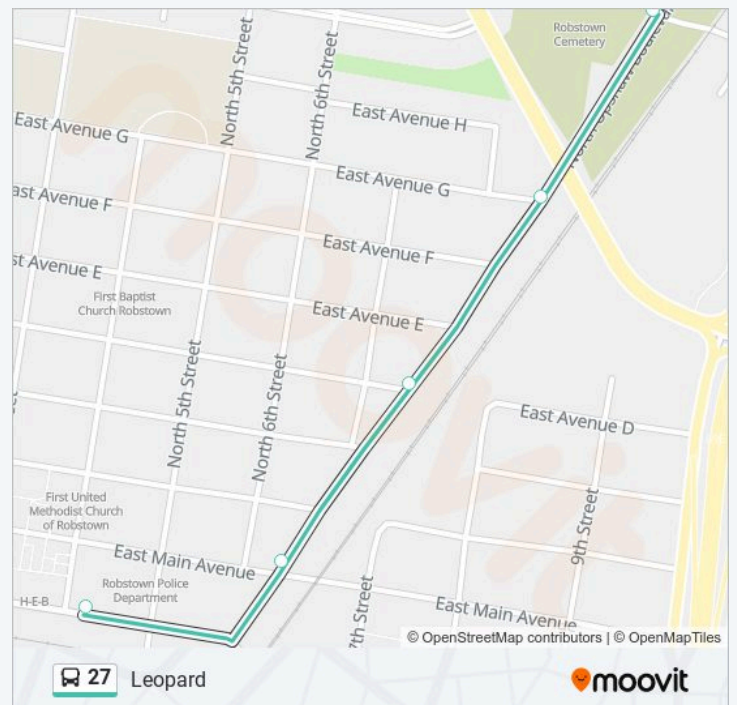 Robstown
Cemetery
North 5th Street
North 6th Street
East Avenue H
East Avenue G
East Avenue G
ast Avenue F
East Avenue F
st Avenue E
East Avenue E
First Baptist
Church Robstown
North 5th Street
North 6th Street
East Avenue D
First United
Methodist Church
of Robstown
9th Street
East Main Avenue
Robstown Police
Department
H-E-B
7th Street
East Main Avenue
© OpenStreetMap contributors | © OpenMapTiles
moovit
27 Leopard
moovit